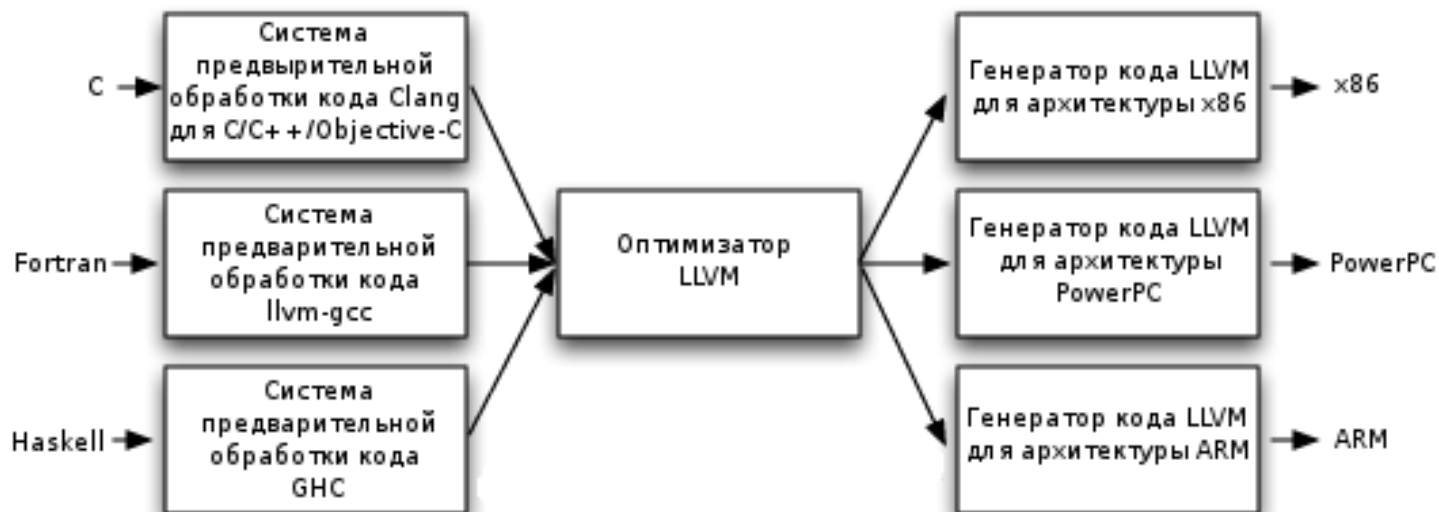 C
Система
предвырительной
обработки кода Clang
для C/C++/Objective-C
Fortran
Система
предварительной
обработки кода
llvm-gcc
Haskell
Система
предварительной
обработки кода
GHC
Оптимизатор
LLVM
Генератор кода LLVM
для архитектуры x86
x86
Генератор кода LLVM
для архитектуры
PowerPC
PowerPC
Генератор кода LLVM
для архитектуры ARM
ARM